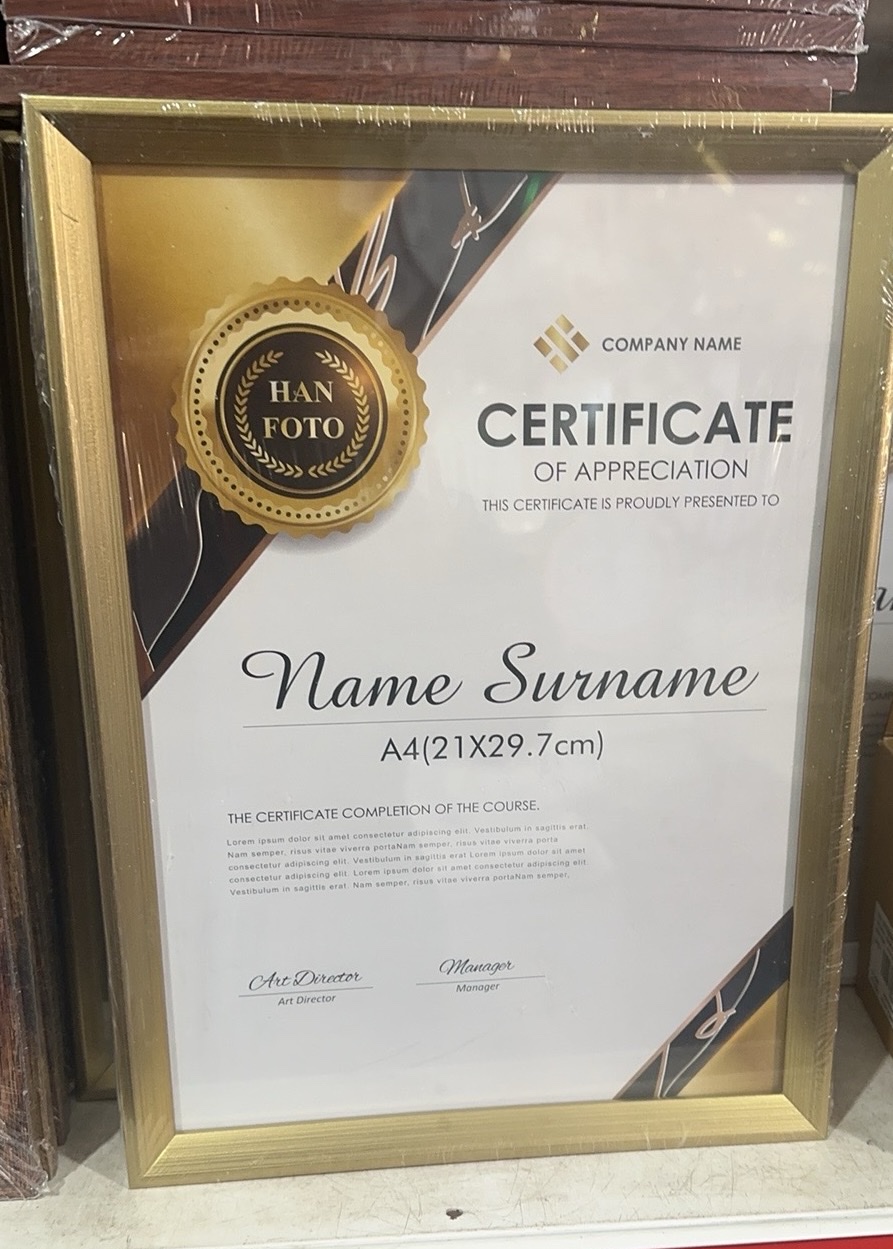 HAN
FOTO
COMPANY NAME
CERTIFICATE
OF APPRECIATION
THIS CERTIFICATE IS PROUDLY PRESENTED TO
Name Surname
A4(21X29.7cm)
THE CERTIFICATE COMPLETION OF THE COURSE.
Lorem ipsum dolor sit amet consectetur adipiscing elit. Vestibulum in sagittis erat.
Nam semper, risus vitae viverra portaNam semper, risus vitae viverra porta
consectetur adipiscing elit. Vestibulum in sagittia erat Lorem ipsum dolor sit amet
consectetur adipiscing elit. Lorem ipsum dolor sit amet consectetur adipiscing elit
Vestibulum in sagittis erat. Nam semper, risus vitae viverra portaNam semper,
Art Director
Art Director
Manager
Manager